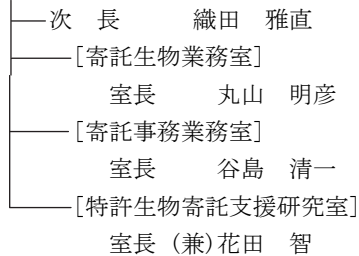 次　長　　　織田　雅直
［寄託生物業務室］
室長　　丸山　明彦
［寄託事務業務室］
室長　　谷島　清一
［特許生物寄託支援研究室］
室長（兼）花田　智